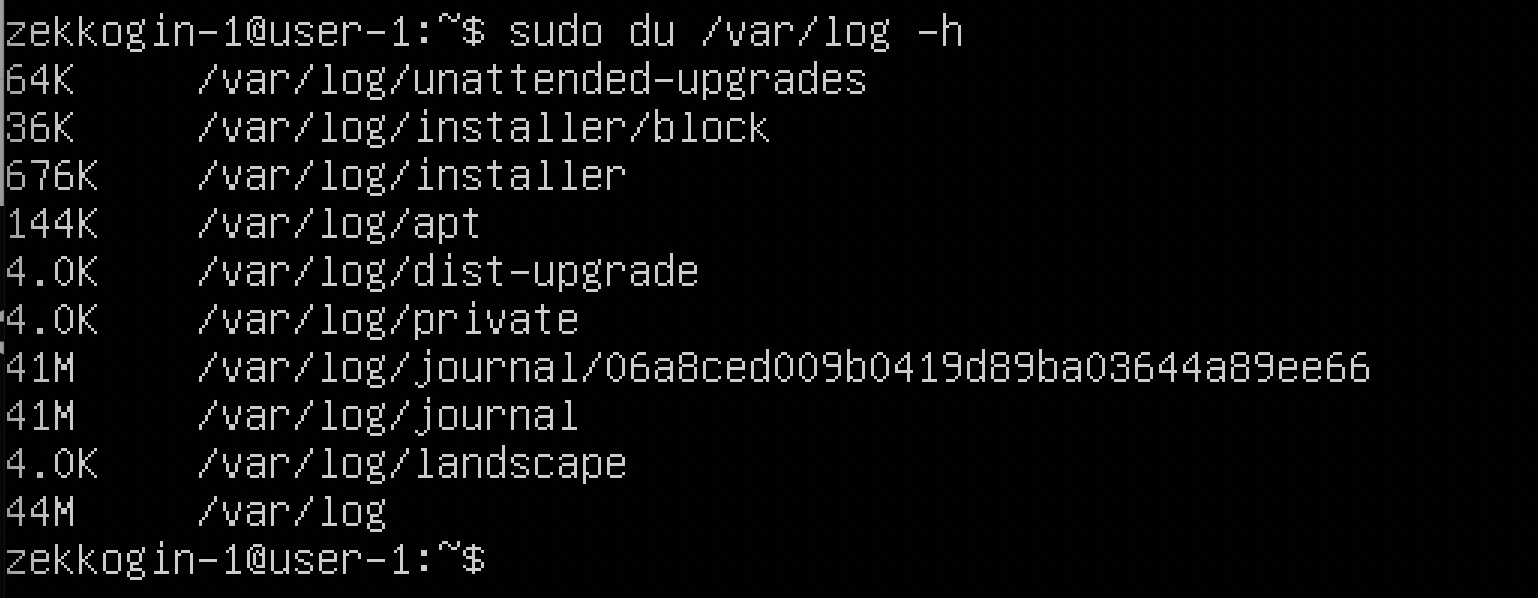 zekkogin-1@user-1:~$ sudo du /var/log -h
64K /var/log/unattended-upgrades
36K /var/log/installer/block
676K /var/log/installer
144K /var/log/apt
4.0K /var/log/dist-upgrade
4.0K /var/log/private
41M /var/log/journal/06a8ced009b0419d89ba03644a89ee66
41M /var/log/journal
4.0K /var/log/landscape
44M /var/log
zekkogin-1@user-1:~$